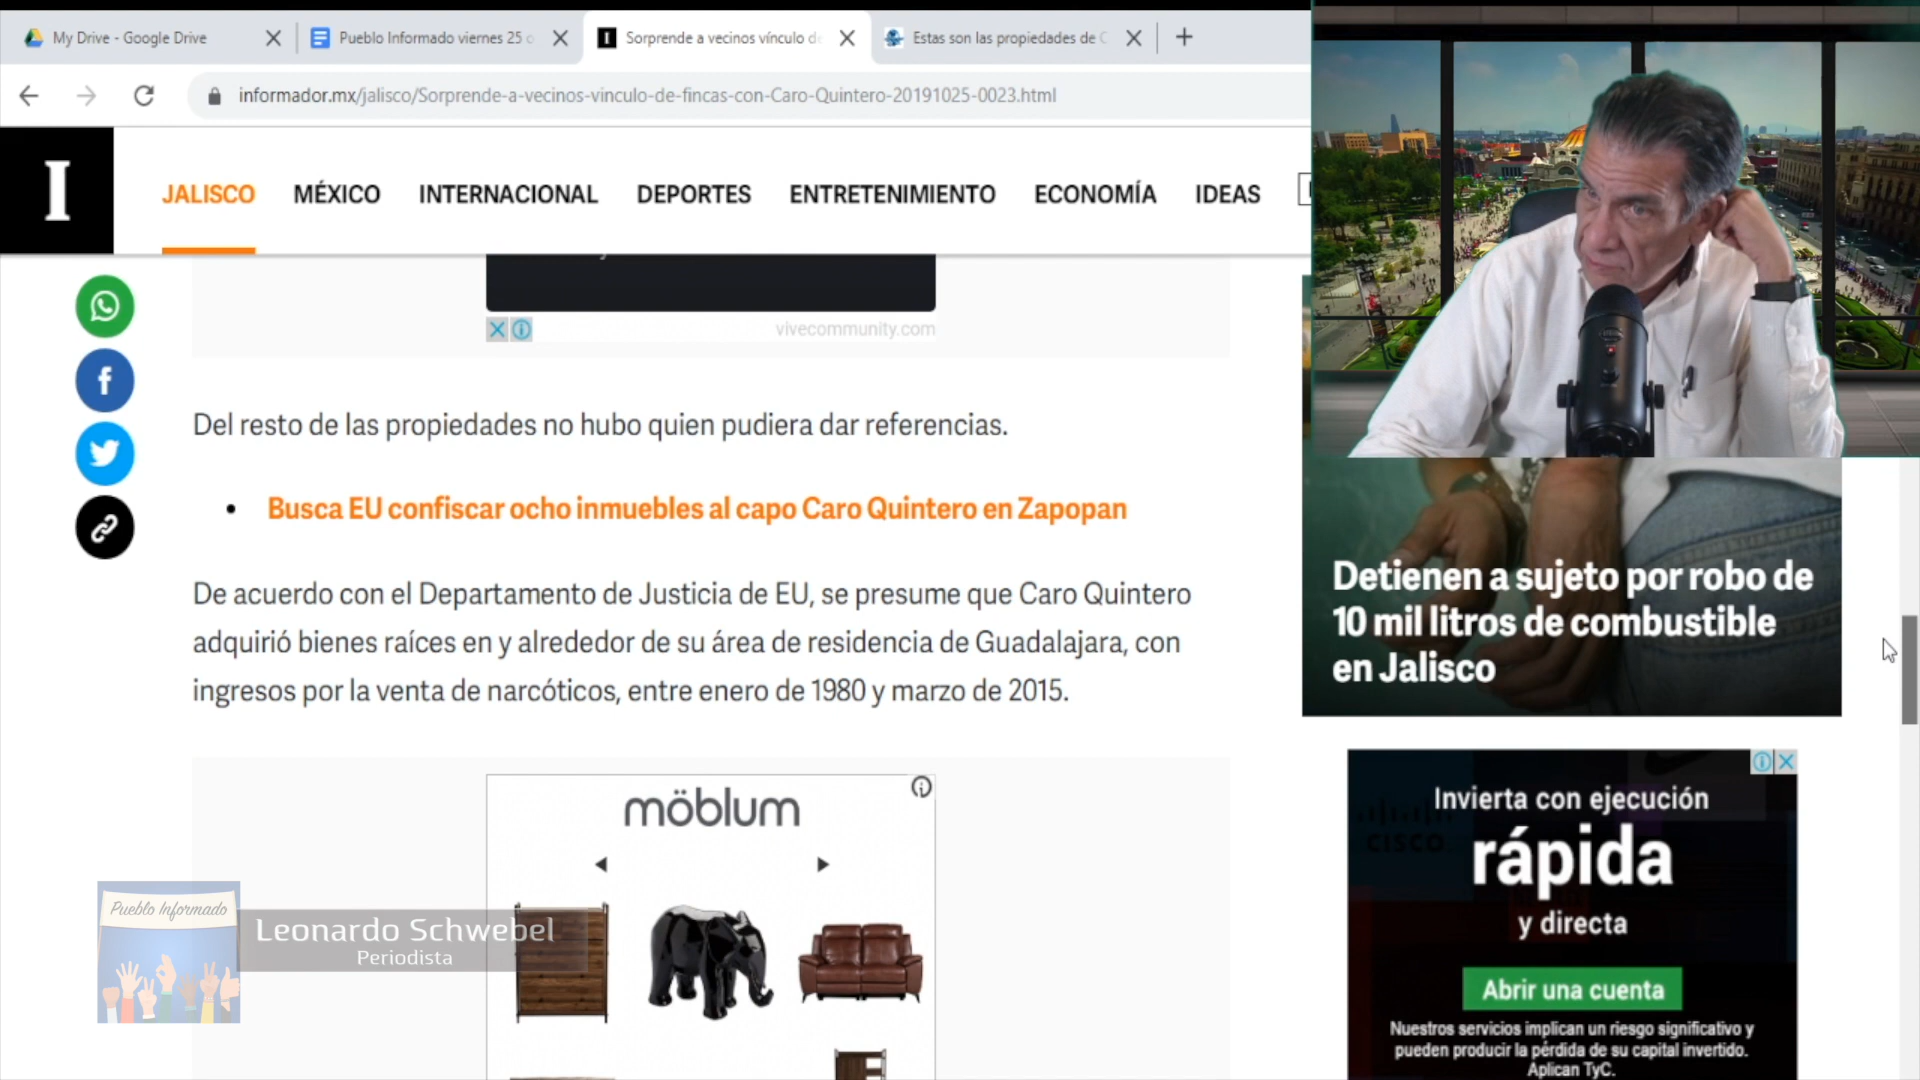 My Drive - Google Drive
Pueblo Informado viernes 25 o
Sorprende a vecinos vínculo de
Estas son las propiedades de C
informador.mx/jalisco/Sorprende-a-vecinos-vinculo-de-fincas-con-Caro-Quintero-20191025-0023.html
I
JALISCO MÉXICO INTERNACIONAL DEPORTES ENTRETENIMIENTO ECONOMÍA IDEAS
vivecommunity.com
Del resto de las propiedades no hubo quien pudiera dar referencias.
• Busca EU confiscar ocho inmuebles al capo Caro Quintero en Zapopan
De acuerdo con el Departamento de Justicia de EU, se presume que Caro Quintero
adquirió bienes raíces en y alrededor de su área de residencia de Guadalajara, con
ingresos por la venta de narcóticos, entre enero de 1980 y marzo de 2015.
Detienen a sujeto por robo de
10 mil litros de combustible
en Jalisco
möblum
Pueblo Informado
Leonardo Schwebel
Periodista
Invierta con ejecución
CISCO
rápida
y directa
Abrir una cuenta
Nuestros servicios implican un riesgo significativo y
pueden producir la pérdida de su capital invertido.
Aplican TyC.